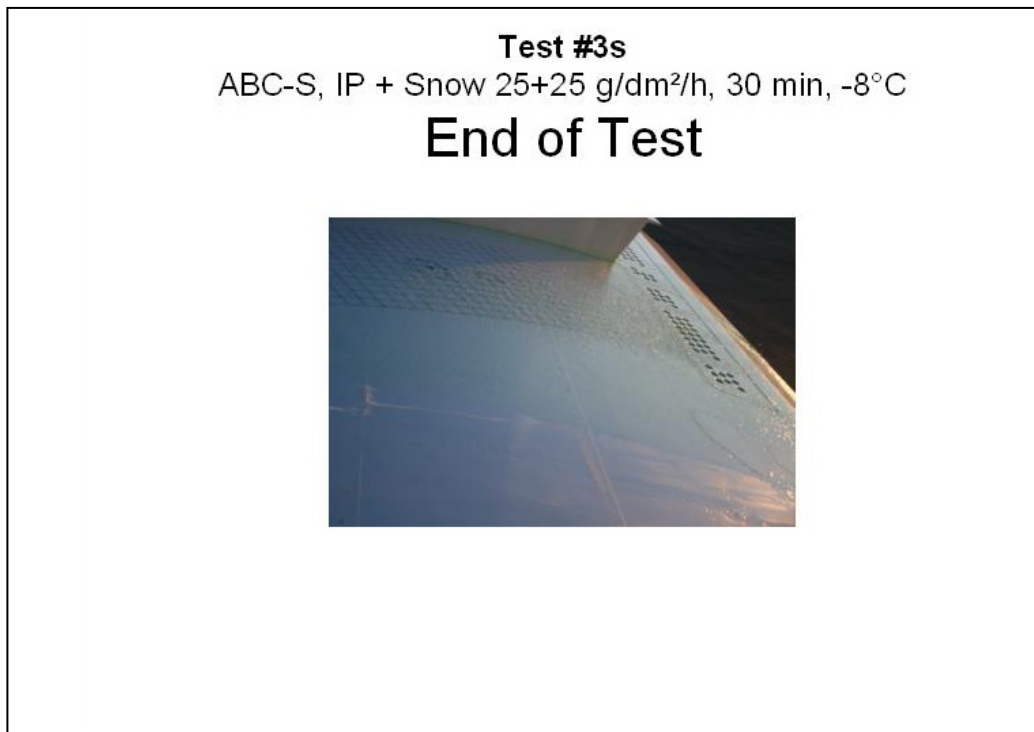 Test #3s
ABC-S, IP + Snow 25+25 g/dm²/h, 30 min, -8°C
End of Test